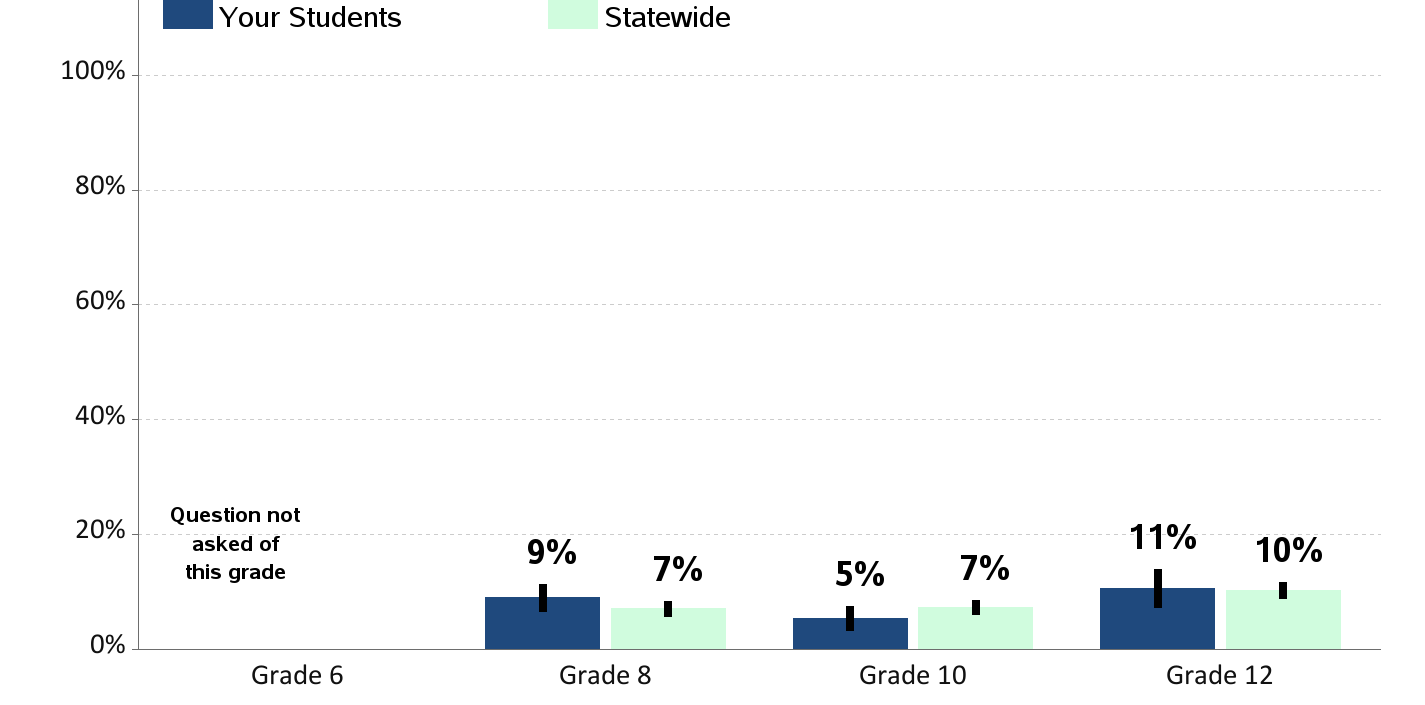 Your Students Statewide
100%
80%
60%
40%
20%
0%
Question not
asked of
this grade
9% 7% 5% 7% 11% 10%
Grade 6 Grade 8 Grade 10 Grade 12